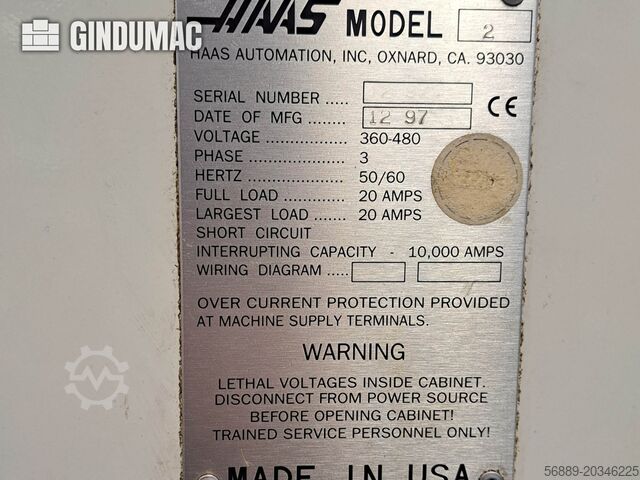 GINDUMAC
HAAS MODEL 2
HAAS AUTOMATION, INC, OXNARD, CA. 93030
SERIAL NUMBER .....
DATE OF MFG ........ 12 97
VOLTAGE .................. 360-480
PHASE ..................... 3
HERTZ ..................... 50/60
FULL LOAD ............. 20 AMPS
LARGEST LOAD ....... 20 AMPS
SHORT CIRCUIT
INTERRUPTING CAPACITY - 10,000 AMPS
WIRING DIAGRAM .....
CE
OVER CURRENT PROTECTION PROVIDED
AT MACHINE SUPPLY TERMINALS.
WARNING
LETHAL VOLTAGES INSIDE CABINET.
DISCONNECT FROM POWER SOURCE
BEFORE OPENING CABINET!
TRAINED SERVICE PERSONNEL ONLY!
MADE IN USA
56889-20346225